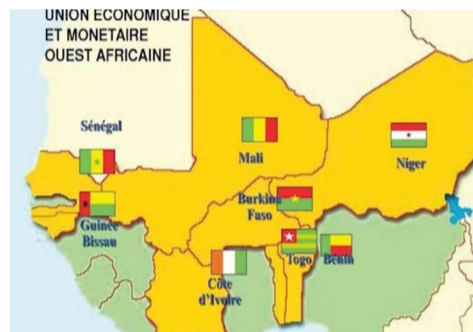 UNION ECONOMIQUE
ET MONETAIRE
OUEST AFRICAINE
Sénégal
Mali
Niger
Burkina
Faso
Guinée
Bissau
Togo
Bénin
Côte
d'Ivoire